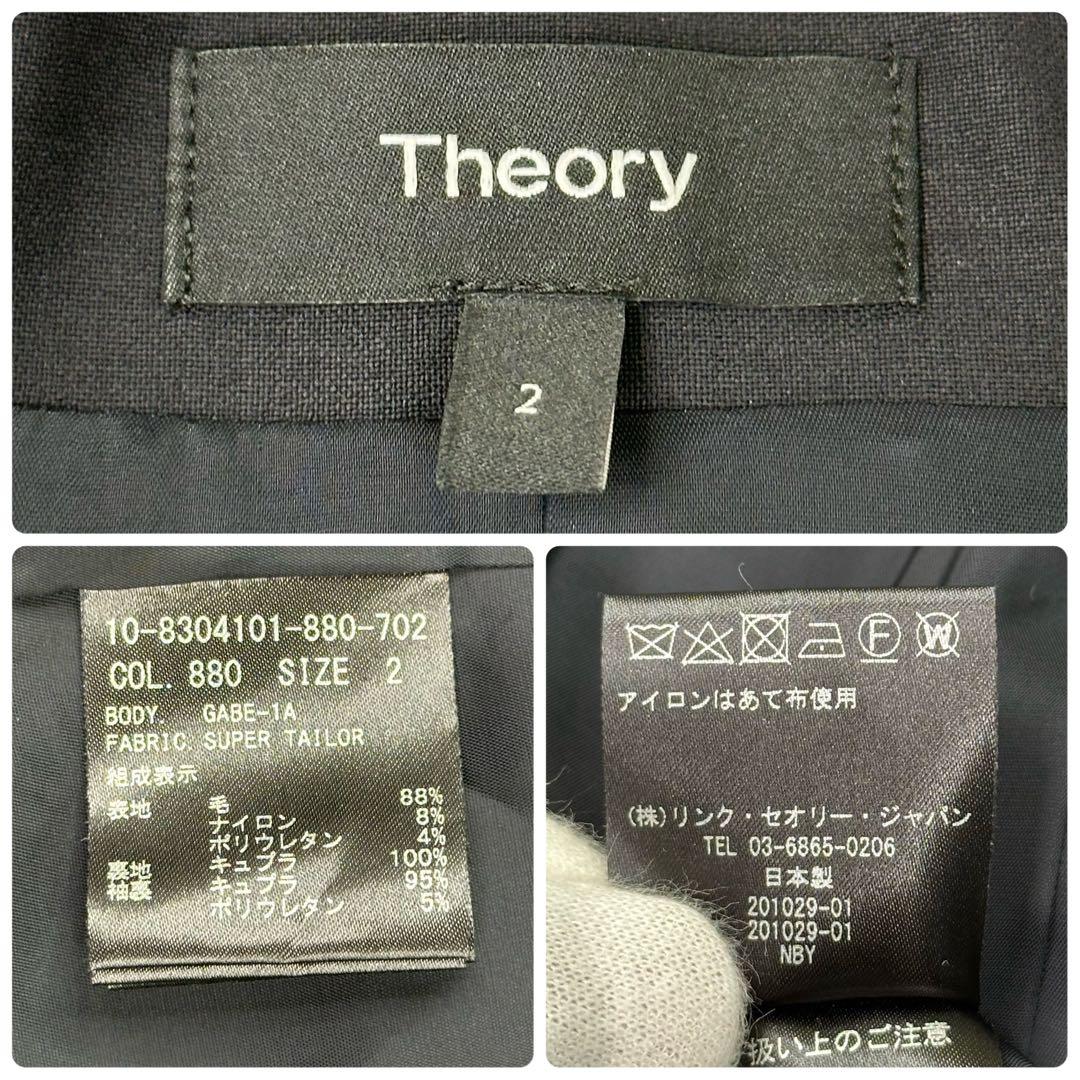 Theory
2
10-8304101-880-702
COL. 880 SIZE 2
BODY. GABE-1A
FABRIC: SUPER TAILOR
組成表示
表地 毛 88%
ナイロン 8%
ポリウレタン 4%
裏地 キュプラ 100%
袖裏 キュプラ 95%
ポリウレタン 5%
F W
アイロンはあて布使用
(株)リンク・セオリー・ジャパン
TEL 03-6865-0206
日本製
201029-01
201029-01
NBY
扱い上のご注意